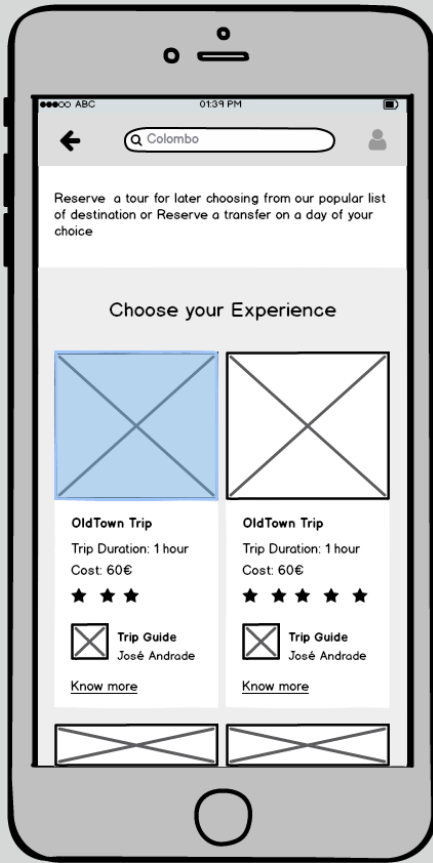 ABC
01:39 PM
Colombo
Reserve a tour for later choosing from our popular list
of destination or Reserve a transfer on a day of your
choice
Choose your Experience
OldTown Trip
Trip Duration: 1 hour
Cost: 60€
Trip Guide
José Andrade
Know more
OldTown Trip
Trip Duration: 1 hour
Cost: 60€
Trip Guide
José Andrade
Know more